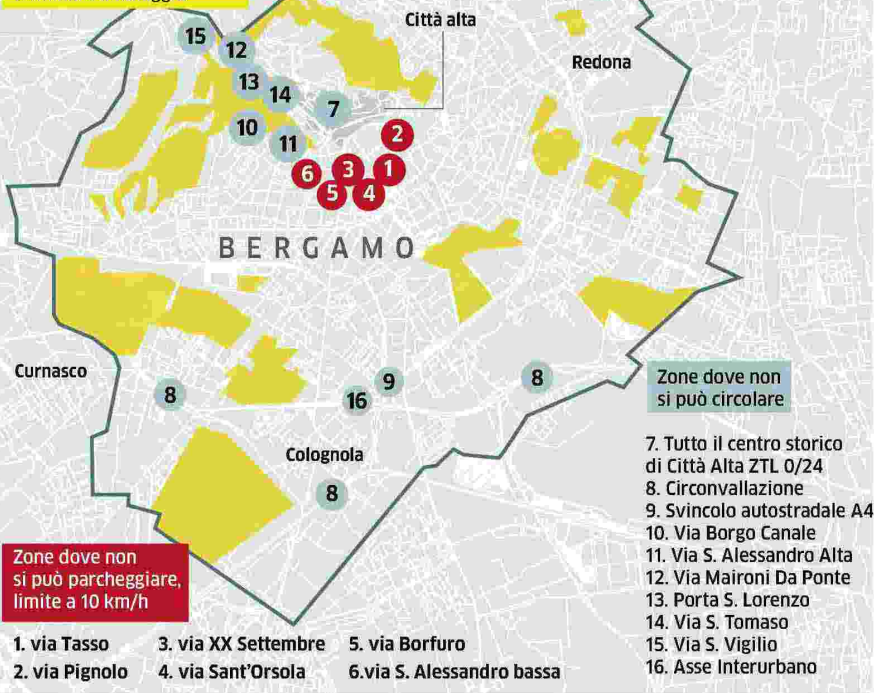 Città alta
Redona
15
12
13
14
7
10
11
2
6
3
1
5
4
BERGAMO
Curnasco
8
9
16
8
Colognola
8
Zone dove non
si può circolare
7. Tutto il centro storico
di Città Alta ZTL 0/24
8. Circonvallazione
9. Svincolo autostradale A4
10. Via Borgo Canale
11. Via S. Alessandro Alta
12. Via Maironi Da Ponte
13. Porta S. Lorenzo
14. Via S. Tomaso
15. Via S. Vigilio
16. Asse Interurbano
Zone dove non
si può parcheggiare,
limite a 10 km/h
1. via Tasso
2. via Pignolo
3. via XX Settembre
4. via Sant'Orsola
5. via Borfuro
6.via S. Alessandro bassa